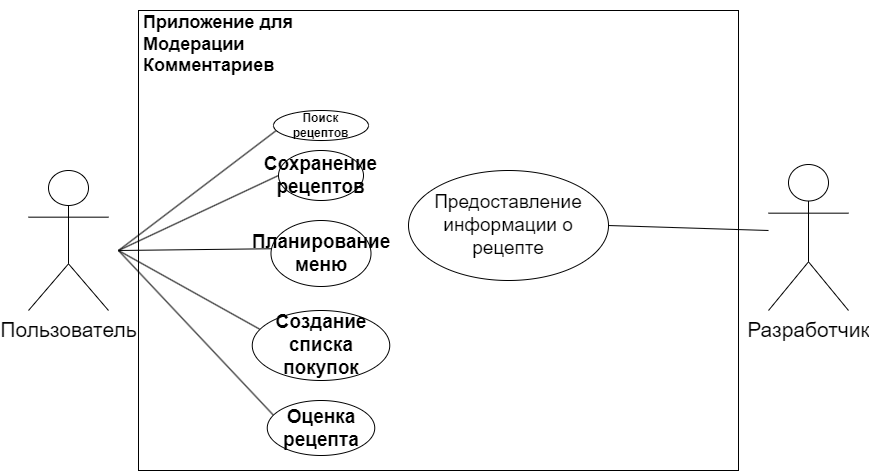 Приложение для
Модерации
Комментариев
Поиск
рецептов
Сохранение
рецептов
Планирование
меню
Создание
списка
покупок
Оценка
рецепта
Предоставление
информации о
рецепте
Пользователь
Разработчик